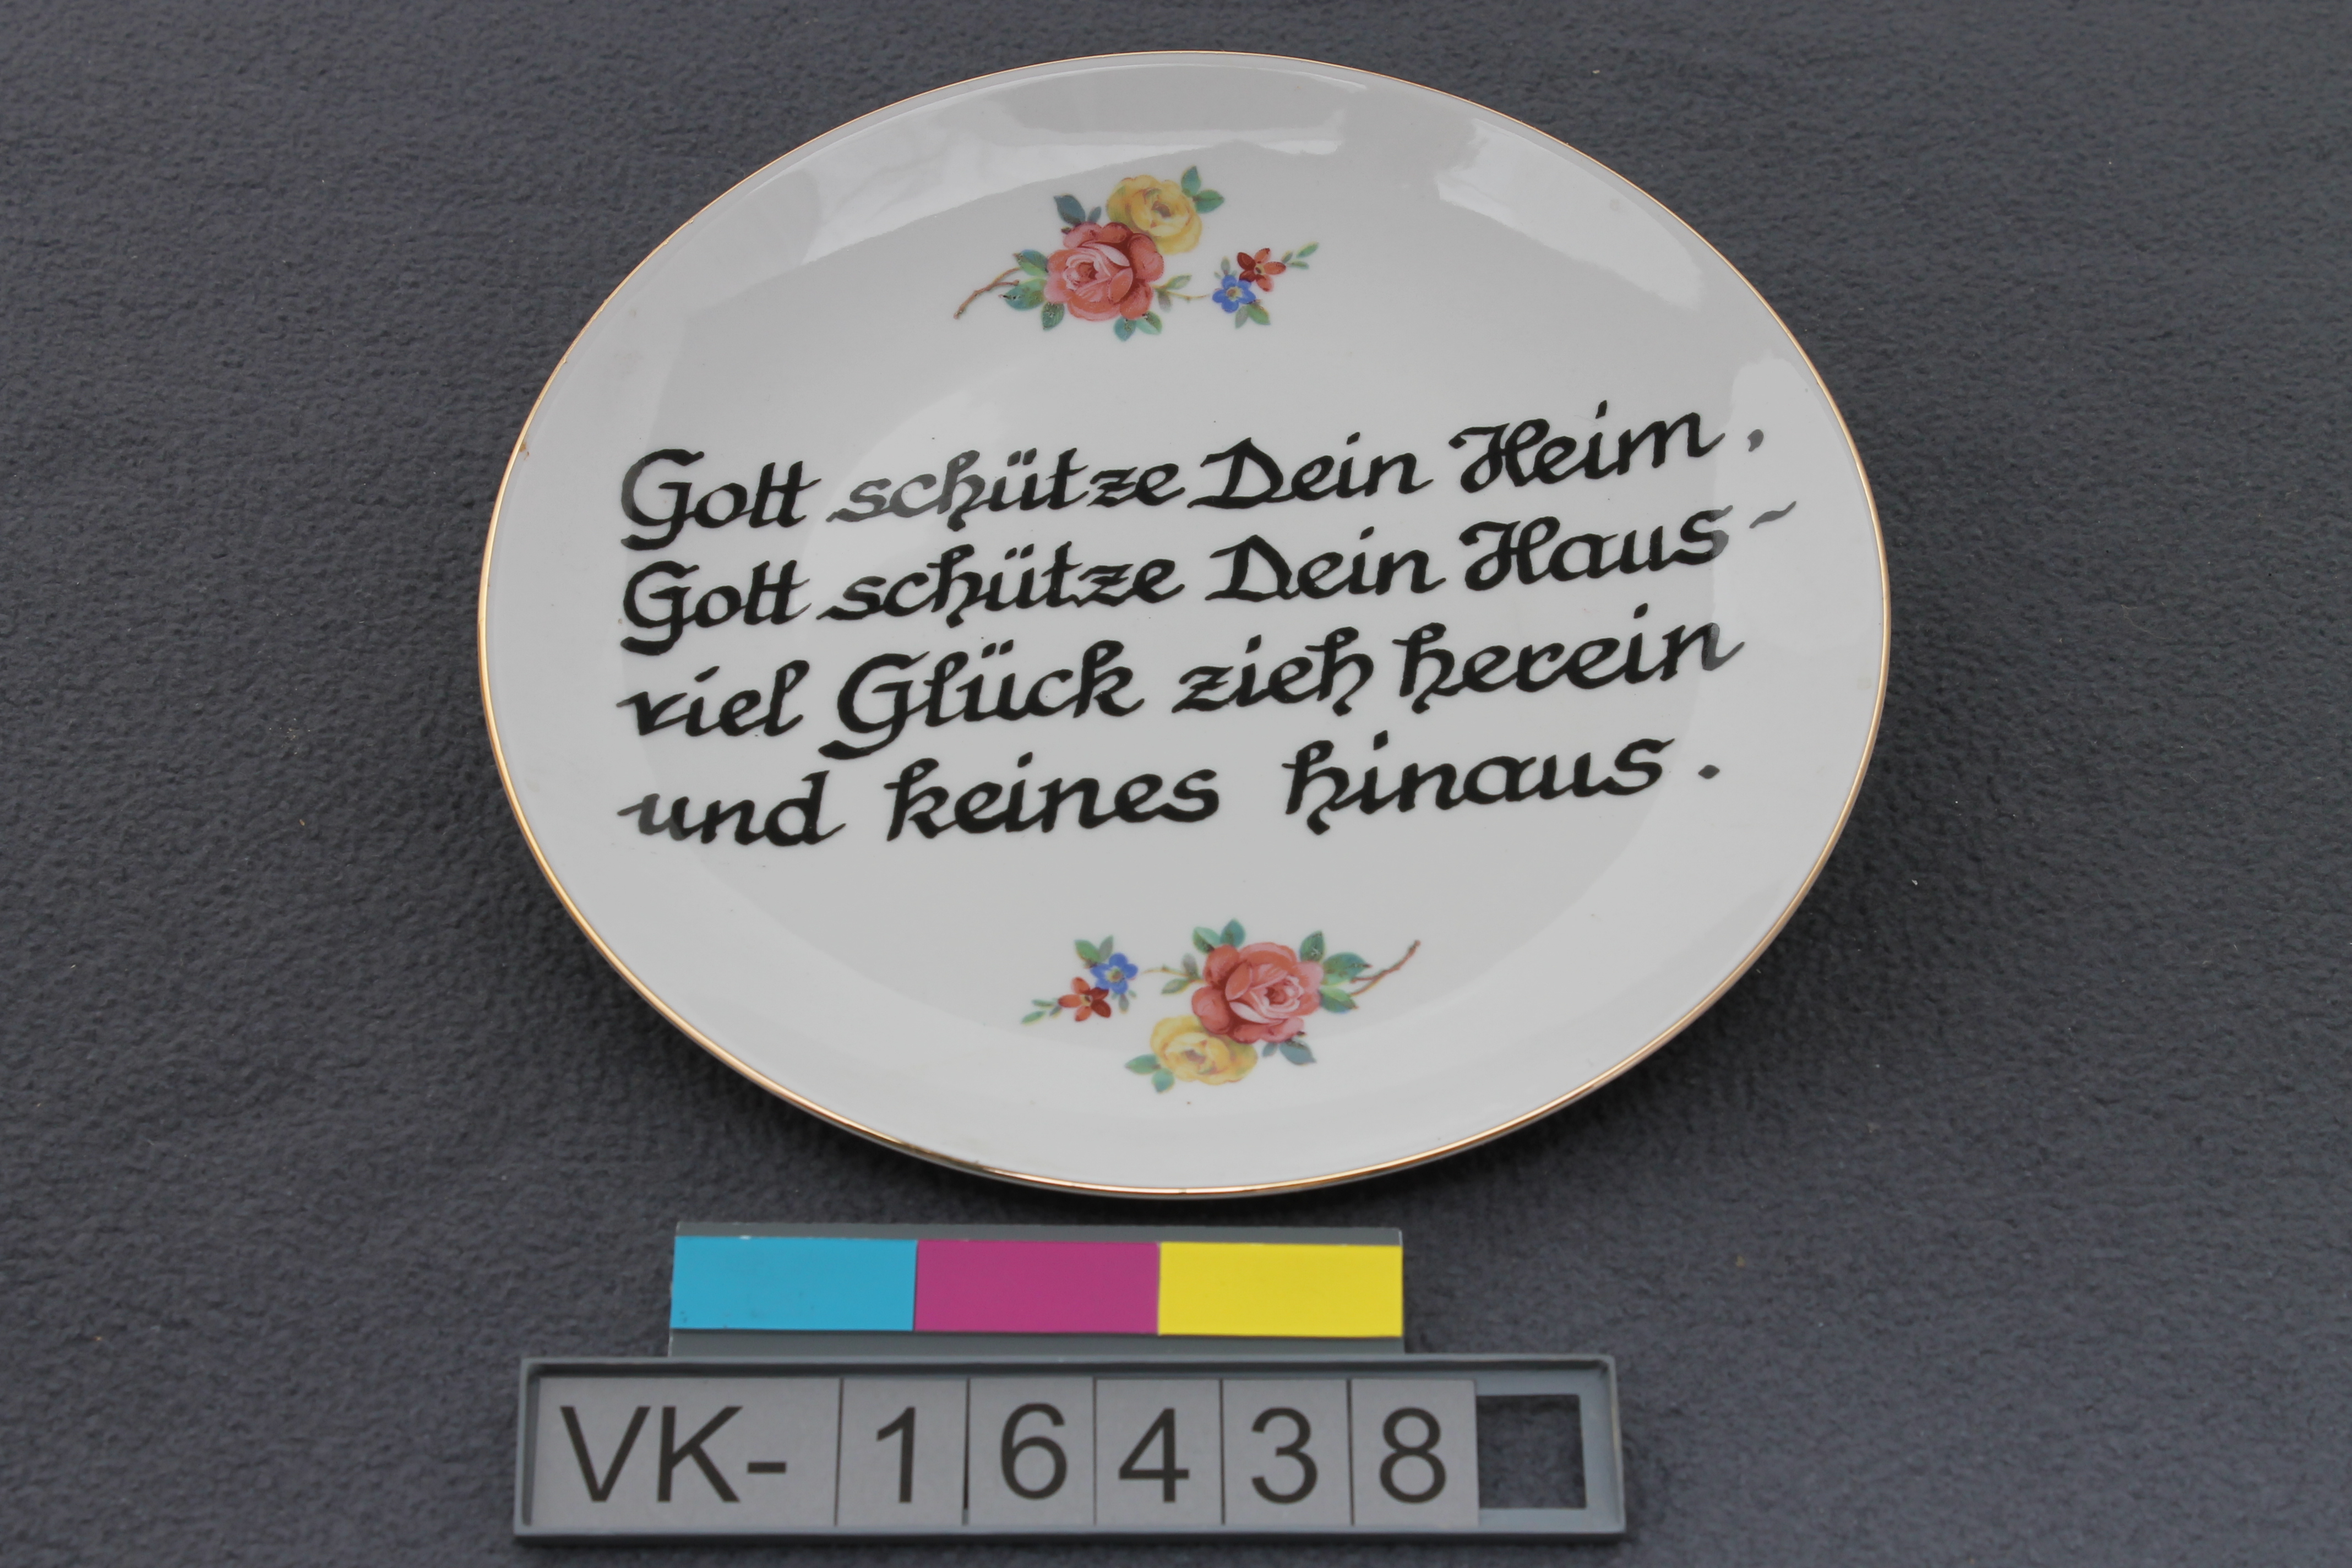 Gott schütze Dein Heim,
Gott schütze Dein Haus -
viel Glück zieh herein
und keines hinaus.
VK-16438